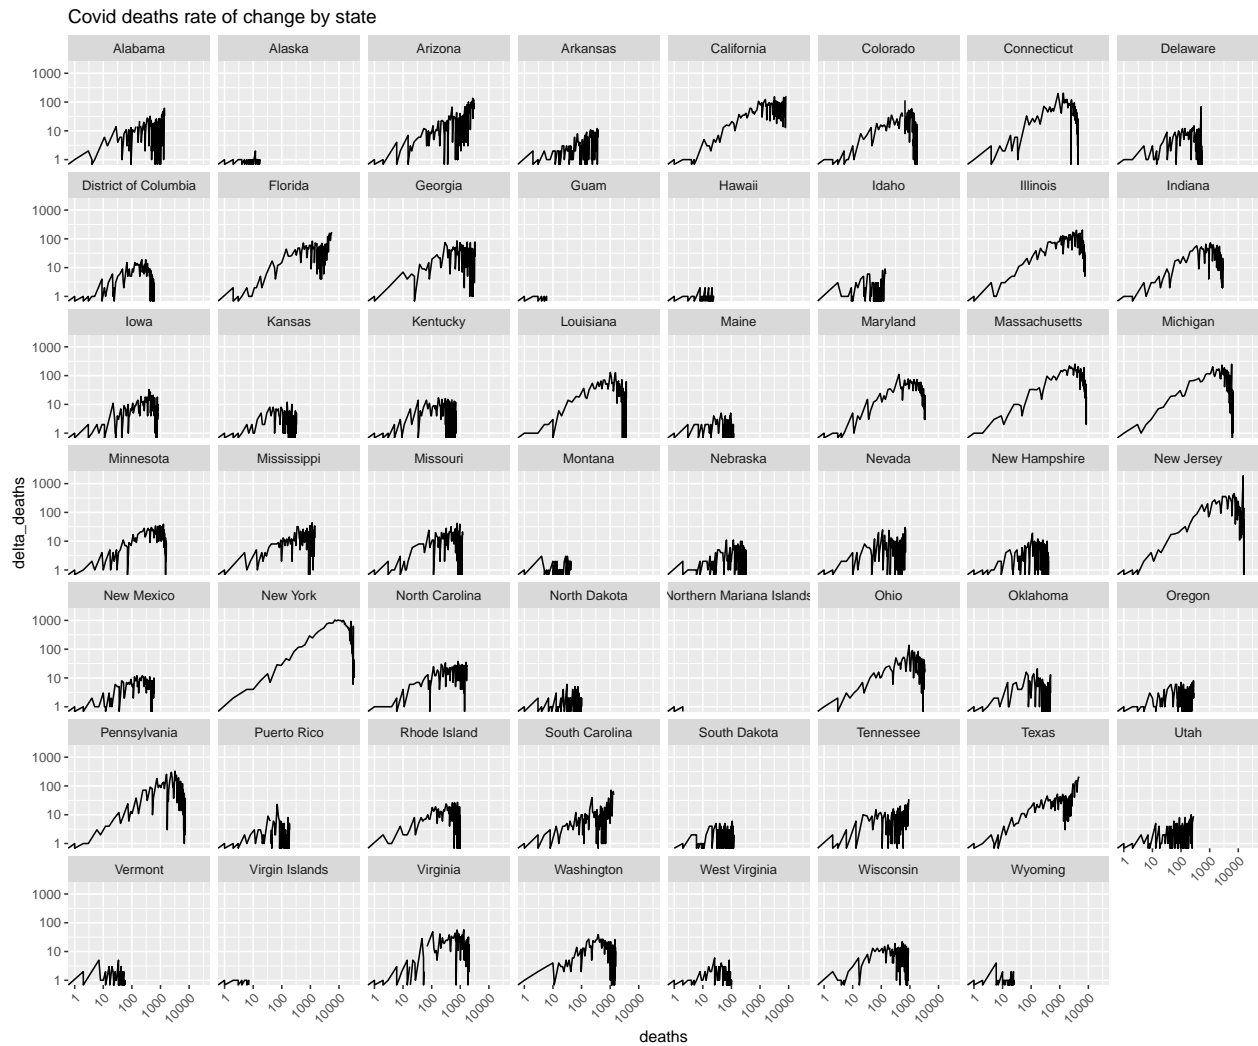 Covid deaths rate of change by state
Alabama Alaska Arizona Arkansas California Colorado Connecticut Delaware
1000
100
10
1
District of Columbia Florida Georgia Guam Hawaii Idaho Illinois Indiana
1000
100
10
1
Iowa Kansas Kentucky Louisiana Maine Maryland Massachusetts Michigan
1000
100
10
1
Minnesota Mississippi Missouri Montana Nebraska Nevada New Hampshire New Jersey
1000
100
10
1
delta_deaths
New Mexico New York North Carolina North Dakota Northern Mariana Islands Ohio Oklahoma Oregon
1000
100
10
1
Pennsylvania Puerto Rico Rhode Island South Carolina South Dakota Tennessee Texas Utah
1000
100
10
1
1 10 100 1000 10000
Vermont Virgin Islands Virginia Washington West Virginia Wisconsin Wyoming
1000
100
10
1
1 10 100 1000 10000 1 10 100 1000 10000 1 10 100 1000 10000 1 10 100 1000 10000 1 10 100 1000 10000 1 10 100 1000 10000 1 10 100 1000 10000
deaths